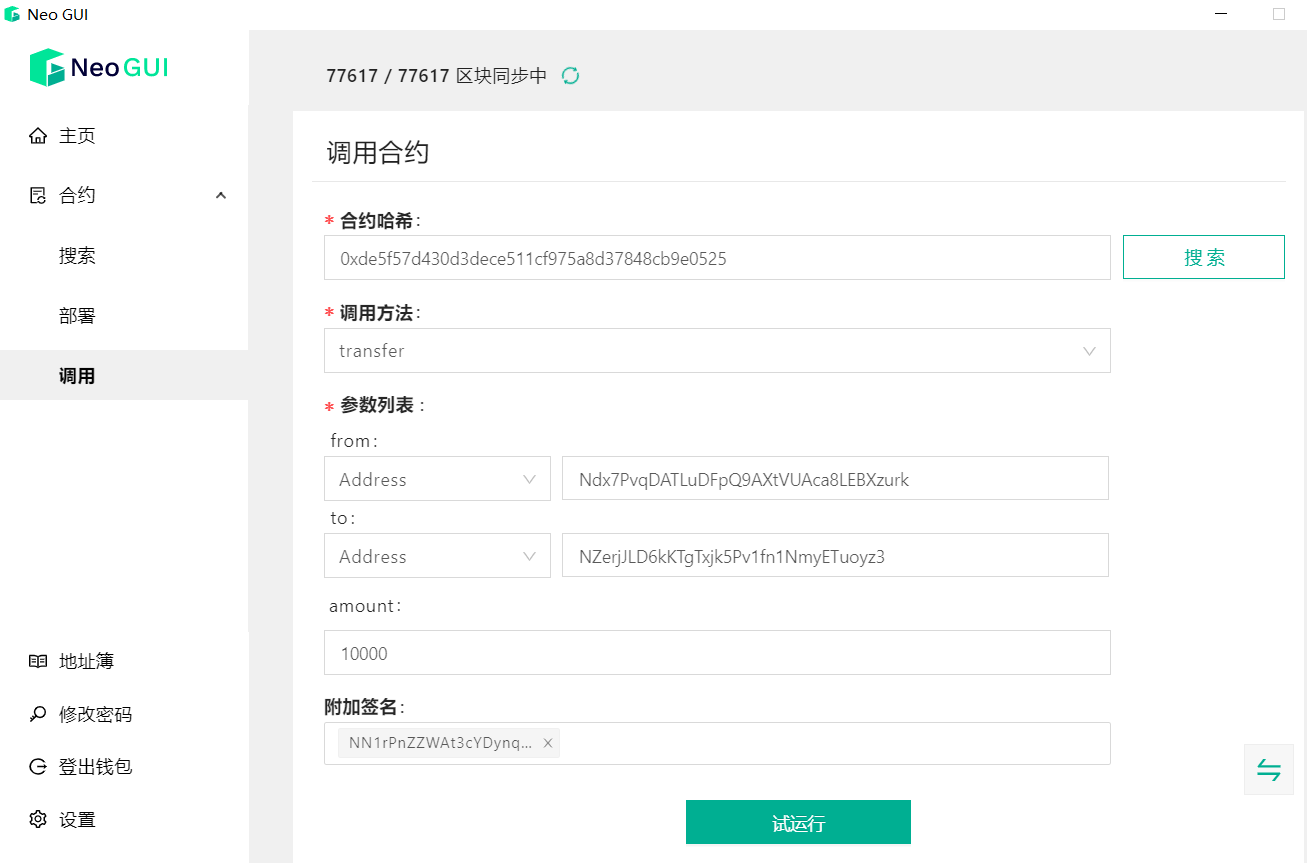 Neo GUI
NeoGUI
77617 / 77617 区块同步中
主页
合约
搜索
部署
调用
地址簿
修改密码
登出钱包
设置
调用合约
* 合约哈希:
0xde5f57d430d3dece511cf975a8d37848cb9e0525
搜索
* 调用方法:
transfer
* 参数列表 :
from:
Address
Ndx7PvqDATLuDFpQ9AXtVUAca8LEBXzurk
to:
Address
NZerjJLD6kKTgTxjk5Pv1fn1NmyETuoyz3
amount:
10000
附加签名:
NN1rPnZZWAt3cYDynq... ×
试运行